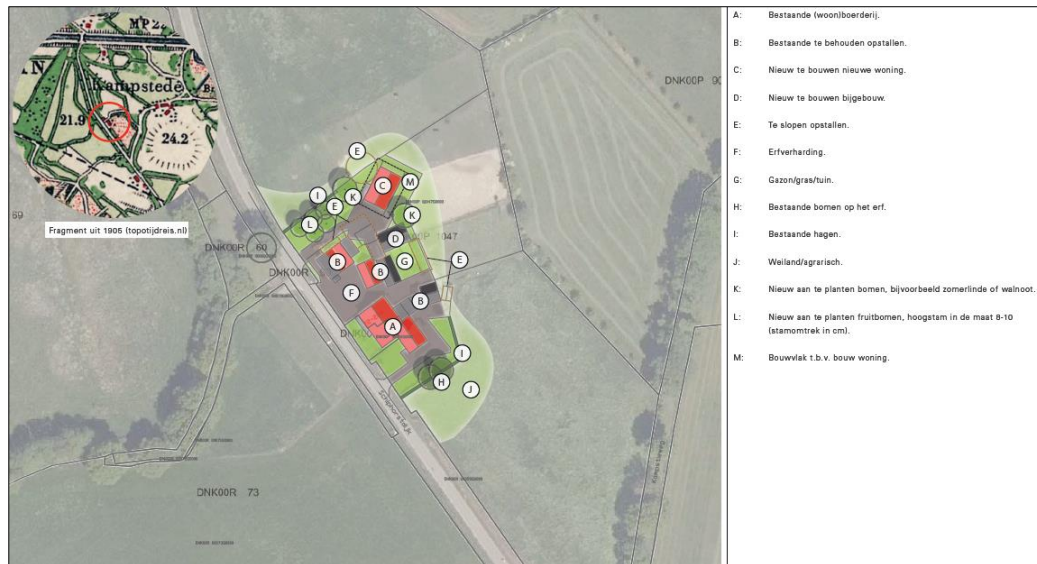 MP 22
Kampstede
21.9
24.2
Fragment uit 1905 (topotijdreis.nl)
69
DNK00R 60
DNK00R
DNK00R 73
1047
E
I
E
K
C
M
L
K
D
B
G
E
B
F
B
A
I
H
J
A: Bestaande (woon)boerderij.
B: Bestaande te behouden opstallen.
C: Nieuw te bouwen nieuwe woning.
D: Nieuw te bouwen bijgebouw.
E: Te slopen opstallen.
F: Erfverharding.
G: Gazon/gras/tuin.
H: Bestaande bomen op het erf.
I: Bestaande hagen.
J: Weiland/agrarisch.
K: Nieuw aan te planten bomen, bijvoorbeeld zomerlinde of walnoot.
L: Nieuw aan te planten fruitbomen, hoogstam in de maat 8-10
(stamomtrek in cm).
M: Bouwvlak t.b.v. bouw woning.